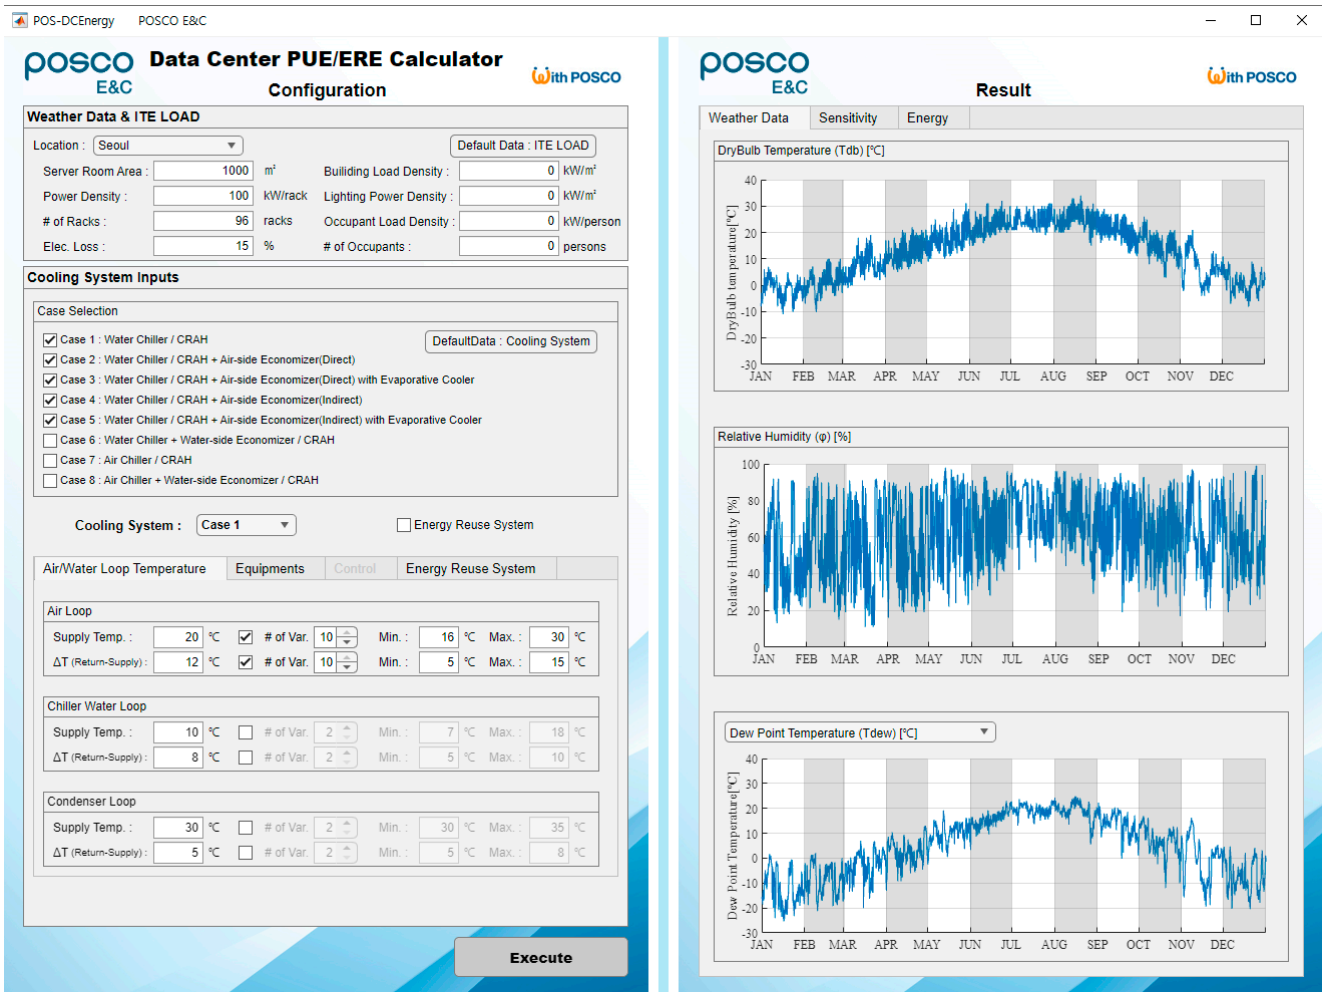 POS-DCEnergy POSCO E&C
posco
E&C
Data Center PUE/ERE Calculator
Configuration
With POSCO
Weather Data & ITE LOAD
Location : Seoul
Default Data : ITE LOAD
Server Room Area : 1000 m² Builiding Load Density : 0 kW/m²
Power Density : 100 kW/rack Lighting Power Density : 0 kW/m²
# of Racks : 96 racks Occupant Load Density : 0 kW/person
Elec. Loss : 15 % # of Occupants : 0 persons
Cooling System Inputs
Case Selection
Case 1 : Water Chiller / CRAH
DefaultData : Cooling System
Case 2 : Water Chiller / CRAH + Air-side Economizer(Direct)
Case 3 : Water Chiller / CRAH + Air-side Economizer(Direct) with Evaporative Cooler
Case 4 : Water Chiller / CRAH + Air-side Economizer(Indirect)
Case 5 : Water Chiller / CRAH + Air-side Economizer(Indirect) with Evaporative Cooler
Case 6 : Water Chiller + Water-side Economizer / CRAH
Case 7 : Air Chiller / CRAH
Case 8 : Air Chiller + Water-side Economizer / CRAH
Cooling System : Case 1 Energy Reuse System
Air/Water Loop Temperature Equipments Control Energy Reuse System
Air Loop
Supply Temp. : 20 ℃ # of Var. 10 Min. : 16 ℃ Max. : 30 ℃
ΔT (Return-Supply) : 12 ℃ # of Var. 10 Min. : 5 ℃ Max. : 15 ℃
Chiller Water Loop
Supply Temp. : 10 ℃ # of Var. 2 Min. : 7 ℃ Max. : 18 ℃
ΔT (Return-Supply) : 8 ℃ # of Var. 2 Min. : 5 ℃ Max. : 10 ℃
Condenser Loop
Supply Temp. : 30 ℃ # of Var. 2 Min. : 30 ℃ Max. : 35 ℃
ΔT (Return-Supply) : 5 ℃ # of Var. 2 Min. : 5 ℃ Max. : 8 ℃
Execute
posco
E&C
Result
With POSCO
Weather Data Sensitivity Energy
DryBulb Temperature (Tdb) [℃]
DryBulb temperature[℃]
40
30
20
10
0
-10
-20
-30
JAN FEB MAR APR MAY JUN JUL AUG SEP OCT NOV DEC
Relative Humidity (φ) [%]
Relative Humidity [%]
100
80
60
40
20
0
JAN FEB MAR APR MAY JUN JUL AUG SEP OCT NOV DEC
Dew Point Temperature (Tdew) [℃]
Dew Point Temperature[℃]
40
30
20
10
0
-10
-20
-30
JAN FEB MAR APR MAY JUN JUL AUG SEP OCT NOV DEC